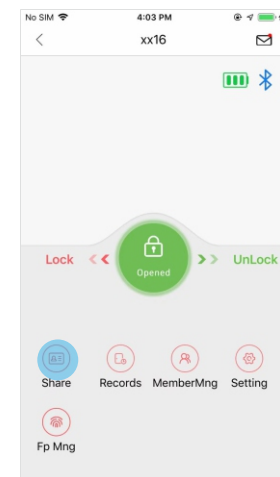 No SIM 4:03 PM
xx16
Lock Opened UnLock
Share Records MemberMng Setting
Fp Mng